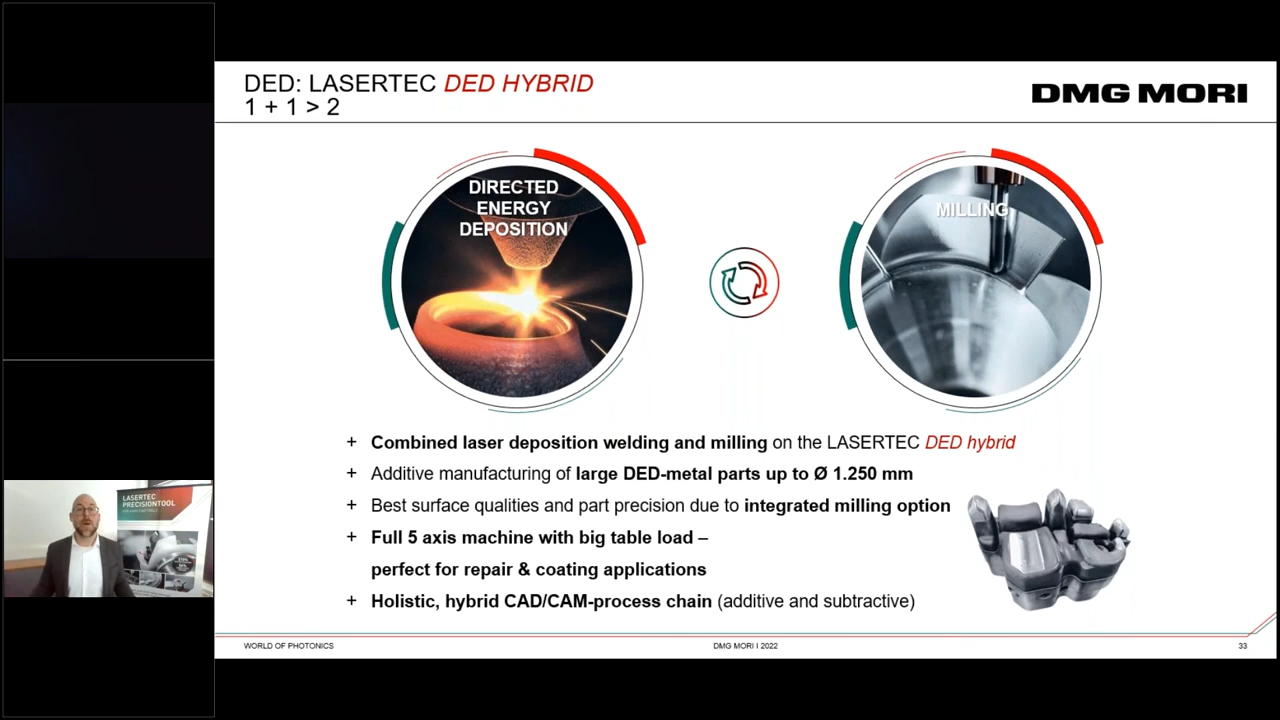 DED: LASERTEC DED HYBRID
1 + 1 > 2
DMG MORI
DIRECTED
ENERGY
DEPOSITION
MILLING
+ Combined laser deposition welding and milling on the LASERTEC DED hybrid
+ Additive manufacturing of large DED-metal parts up to Ø 1.250 mm
+ Best surface qualities and part precision due to integrated milling option
+ Full 5 axis machine with big table load –
perfect for repair & coating applications
+ Holistic, hybrid CAD/CAM-process chain (additive and subtractive)
LASERTEC
PRECISIONTOOL
WORLD OF PHOTONICS
DMG MORI I 2022
33